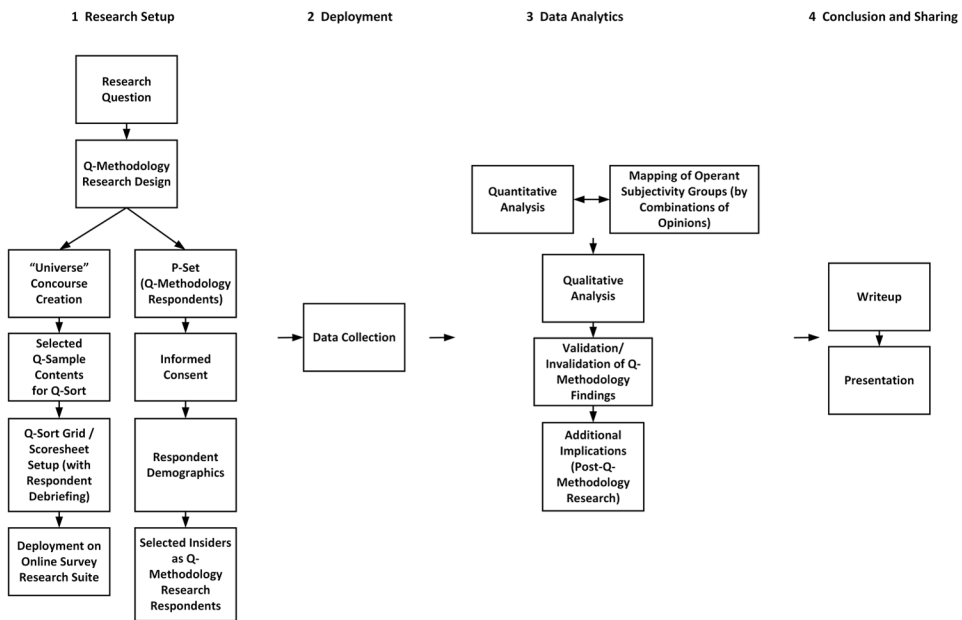 1 Research Setup
2 Deployment
3 Data Analytics
4 Conclusion and Sharing
Research
Question
Q-Methodology
Research Design
“Universe”
Concourse
Creation
Selected
Q-Sample
Contents
for Q-Sort
Q-Sort Grid /
Scoresheet
Setup (with
Respondent
Debriefing)
Deployment on
Online Survey
Research Suite
P-Set
(Q-Methodology
Respondents)
Informed
Consent
Respondent
Demographics
Selected Insiders
as Q-
Methodology
Research
Respondents
Data Collection
Quantitative
Analysis
Mapping of Operant
Subjectivity Groups (by
Combinations of
Opinions)
Qualitative
Analysis
Validation/
Invalidation of Q-
Methodology
Findings
Additional
Implications
(Post-Q-
Methodology
Research)
Writeup
Presentation